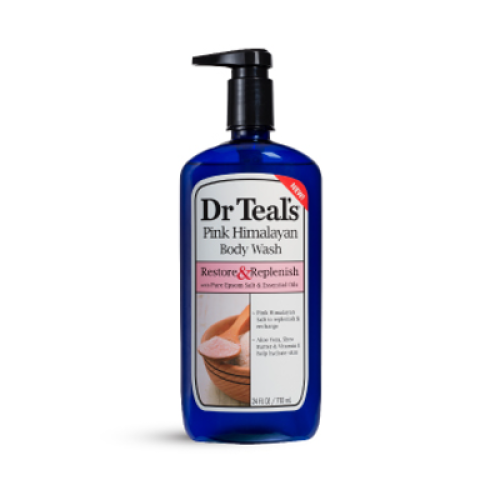 NEW!
Dr Teal's
Pink Himalayan
Body Wash
Restore & Replenish
with Pure Epsom Salt & Essential Oils
Pink Himalayan
Salt to replenish &
recharge
Aloe Vera, Shea
Butter & Vitamin E
help nurture skin
24 FL OZ / 710 mL